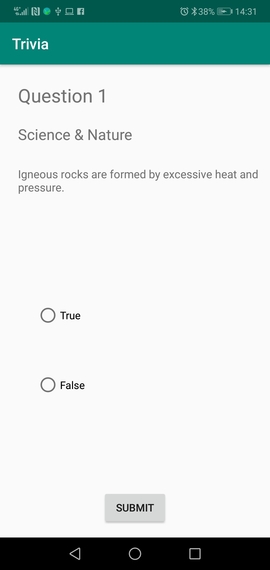 38% 14:31
Trivia
Question 1
Science & Nature
Igneous rocks are formed by excessive heat and
pressure.
True
False
SUBMIT